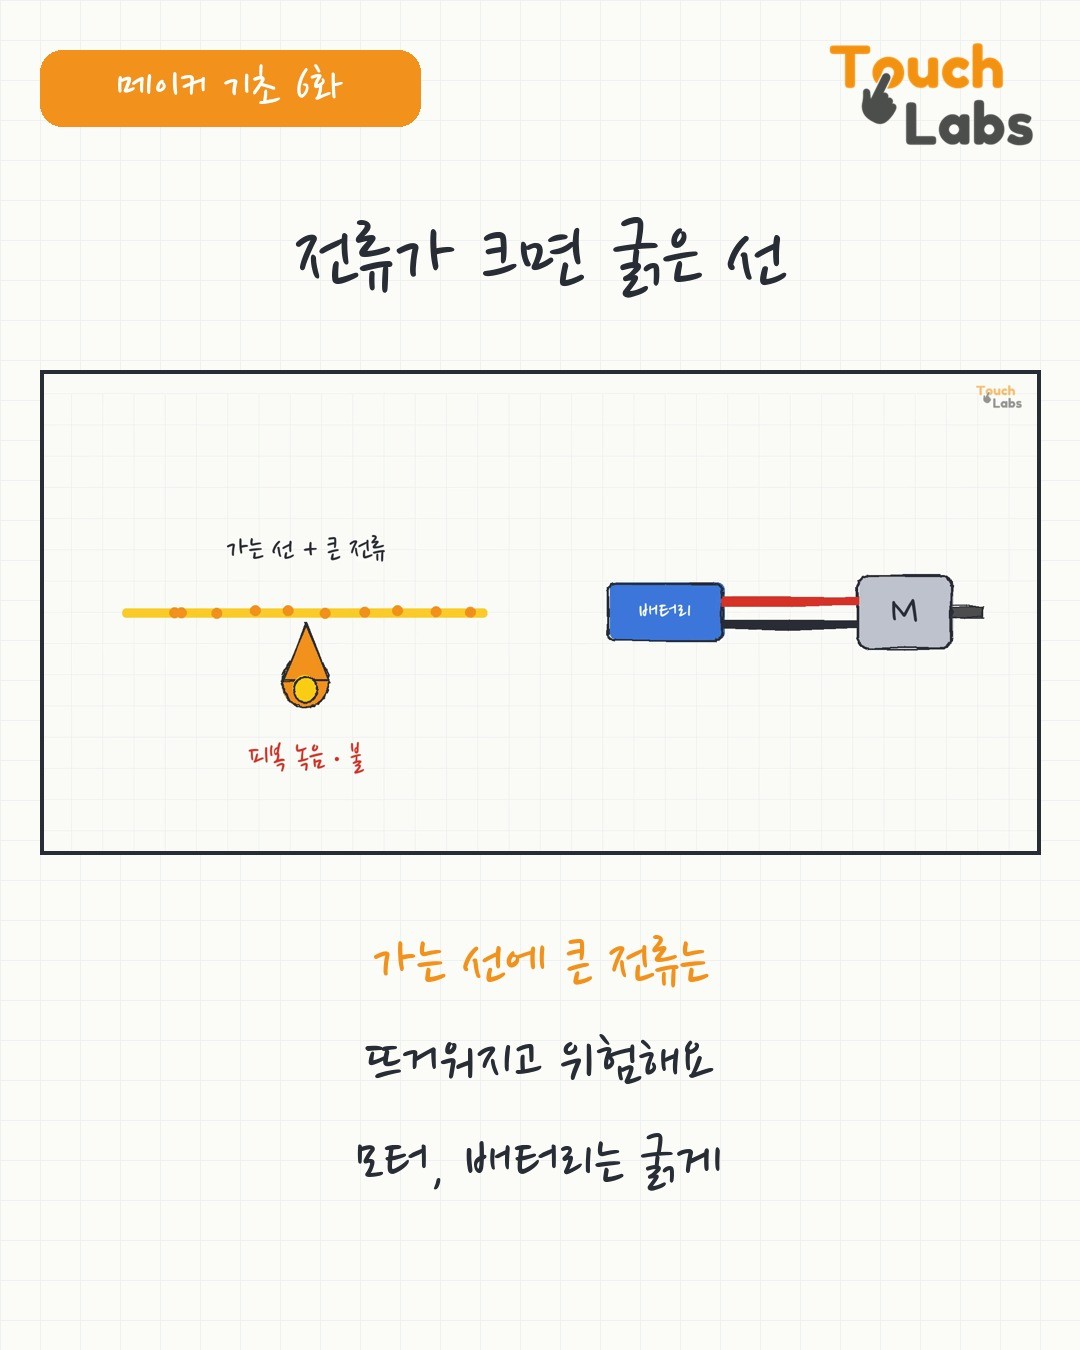 메이커 기초 6화
Touch
Labs
전류가 크면 굵은 선
Touch
Labs
가는 선 + 큰 전류
배터리
M
피복 녹음 · 불
가는 선에 큰 전류는
뜨거워지고 위험해요
모터, 배터리는 굵게